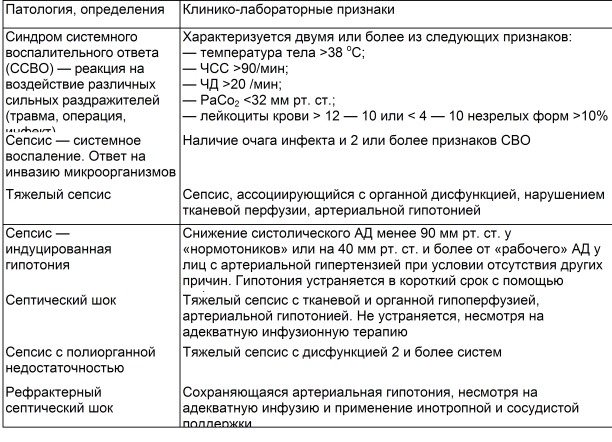 Патология, определения
Клинико-лабораторные признаки
Синдром системного
воспалительного ответа
(ССВО) — реакция на
воздействие различных
сильных раздражителей
(травма, операция,
инфект)
Характеризуется двумя или более из следующих признаков:
— температура тела >38 °С;
— ЧСС >90/мин;
— ЧД >20 /мин;
— РаСо₂ <32 мм рт. ст.;
— лейкоциты крови > 12 — 10 или < 4 — 10 незрелых форм >10%
Сепсис — системное
воспаление. Ответ на
инвазию микроорганизмов
Наличие очага инфекта и 2 или более признаков СВО
Тяжелый сепсис
Сепсис, ассоциирующийся с органной дисфункцией, нарушением
тканевой перфузии, артериальной гипотонией
Сепсис —
индуцированная
гипотония
Снижение систолического АД менее 90 мм рт. ст. у
«нормотоников» или на 40 мм рт. ст. и более от «рабочего» АД у
лиц с артериальной гипертензией при условии отсутствия других
причин. Гипотония устраняется в короткий срок с помощью
Септический шок
Тяжелый сепсис с тканевой и органной гипоперфузией,
артериальной гипотонией. Не устраняется, несмотря на
адекватную инфузионную терапию
Сепсис с полиорганной
недостаточностью
Тяжелый сепсис с дисфункцией 2 и более систем
Рефрактерный
септический шок
Сохраняющаяся артериальная гипотония, несмотря на
адекватную инфузию и применение инотропной и сосудистой
поддержки